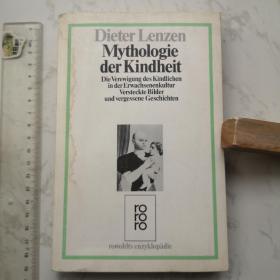 Dieter Lenzen
Mythologie
der Kindheit
Die Verewigung des Kindlichen
in der Erwachsenenkultur
Versteckte Bilder
und vergessene Geschichten
ro
ro
ro
rowohlts enzyklopädie